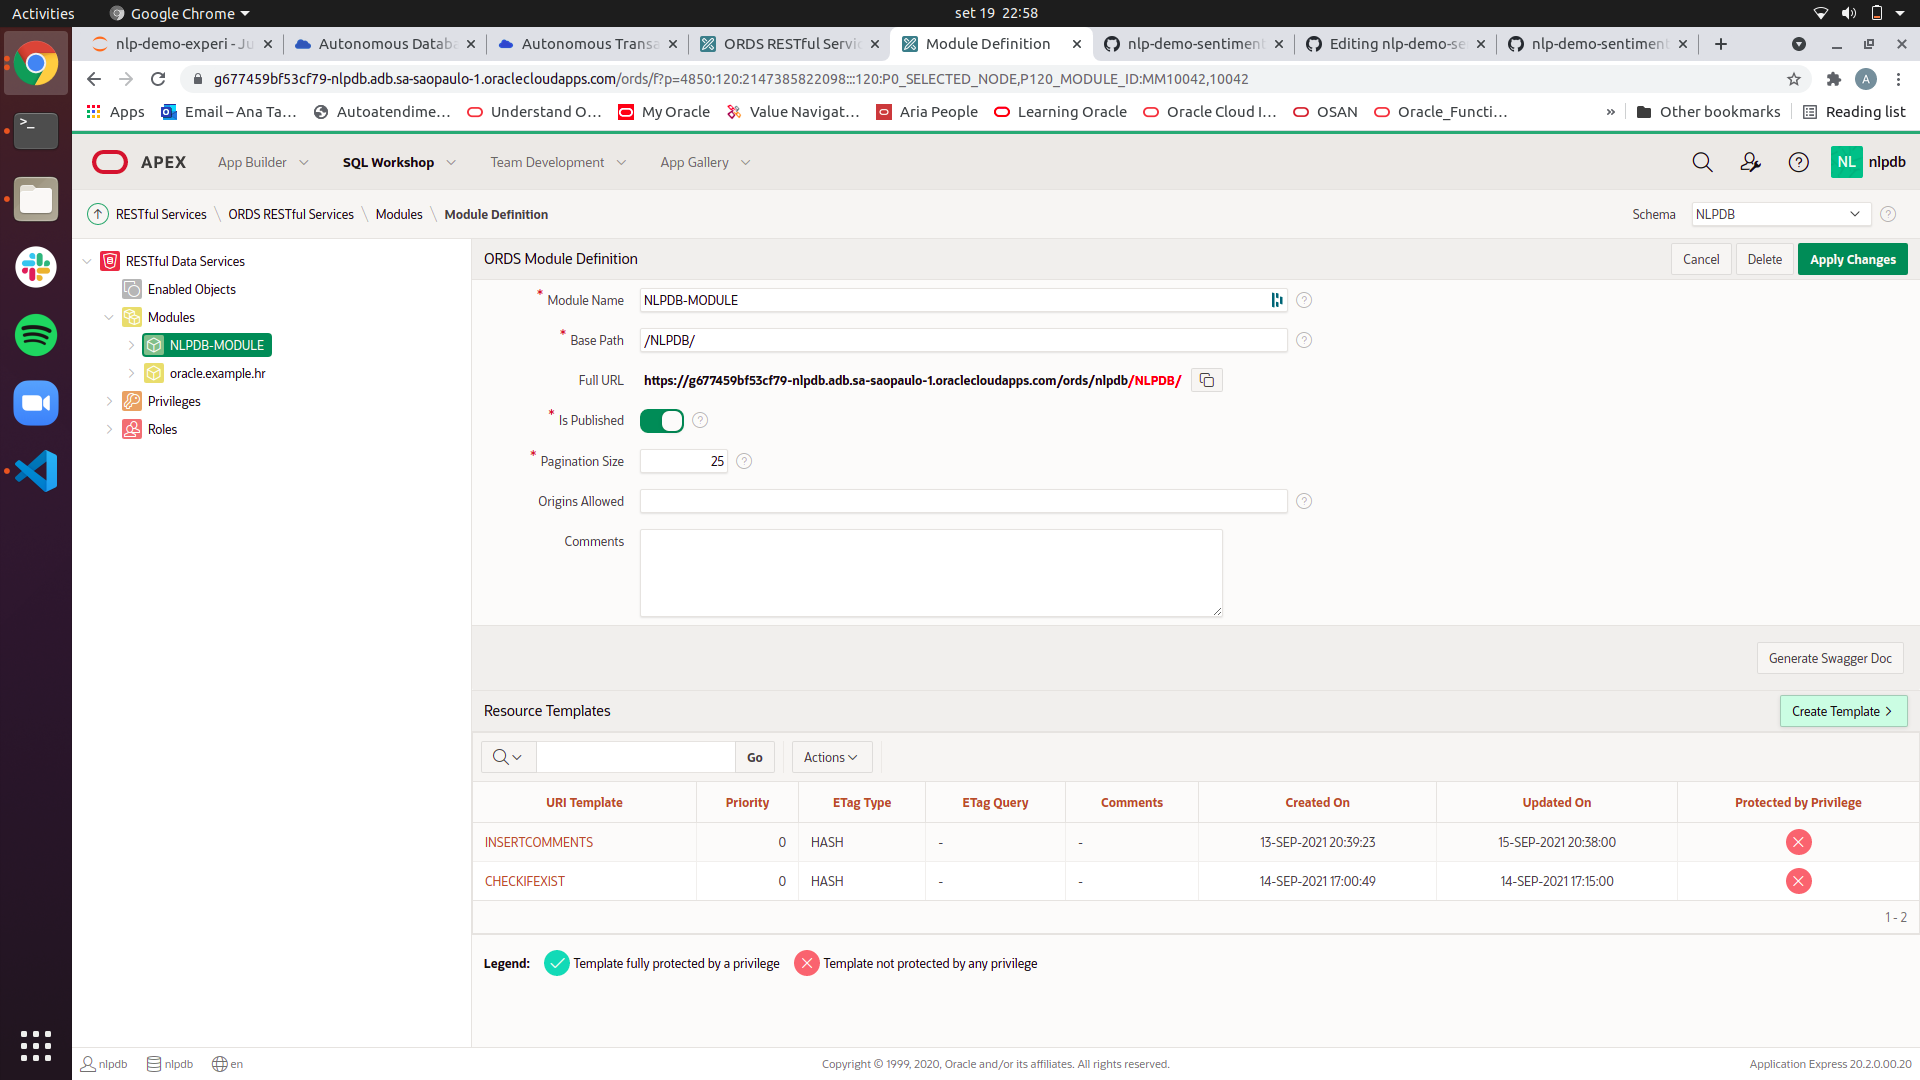 Activities
Google Chrome
set 19 22:58
nlp-demo-experi - Ju
Autonomous Databa
Autonomous Transa
ORDS RESTful Servic
Module Definition
nlp-demo-sentiment
Editing nlp-demo-se
nlp-demo-sentiment
g677459bf53cf79-nlpdb.adb.sa-saopaulo-1.oraclecloudapps.com/ords/f?p=4850:120:2147385822098:::120:P0_SELECTED_NODE,P120_MODULE_ID:MM10042,10042
A
Apps
Email – Ana Ta…
Autoatendime…
Understand O…
My Oracle
Value Navigat…
Aria People
Learning Oracle
Oracle Cloud I…
OSAN
Oracle_Functi…
»
Other bookmarks
Reading list
APEX
App Builder
SQL Workshop
Team Development
App Gallery
NL
nlpdb
RESTful Services \ ORDS RESTful Services \ Modules \ Module Definition
Schema
NLPDB
RESTful Data Services
Enabled Objects
Modules
NLPDB-MODULE
oracle.example.hr
Privileges
Roles
ORDS Module Definition
Cancel
Delete
Apply Changes
* Module Name
NLPDB-MODULE
* Base Path
/NLPDB/
Full URL
https://g677459bf53cf79-nlpdb.adb.sa-saopaulo-1.oraclecloudapps.com/ords/nlpdb/NLPDB/
* Is Published
* Pagination Size
25
Origins Allowed
Comments
Generate Swagger Doc
Resource Templates
Create Template
Go
Actions
URI Template Priority ETag Type ETag Query Comments Created On Updated On Protected by Privilege
INSERTCOMMENTS 0 HASH - - 13-SEP-2021 20:39:23 15-SEP-2021 20:38:00
CHECKIFEXIST 0 HASH - - 14-SEP-2021 17:00:49 14-SEP-2021 17:15:00
1 - 2
Legend: Template fully protected by a privilege Template not protected by any privilege
nlpdb
nlpdb
en
Copyright © 1999, 2020, Oracle and/or its affiliates. All rights reserved.
Application Express 20.2.0.00.20